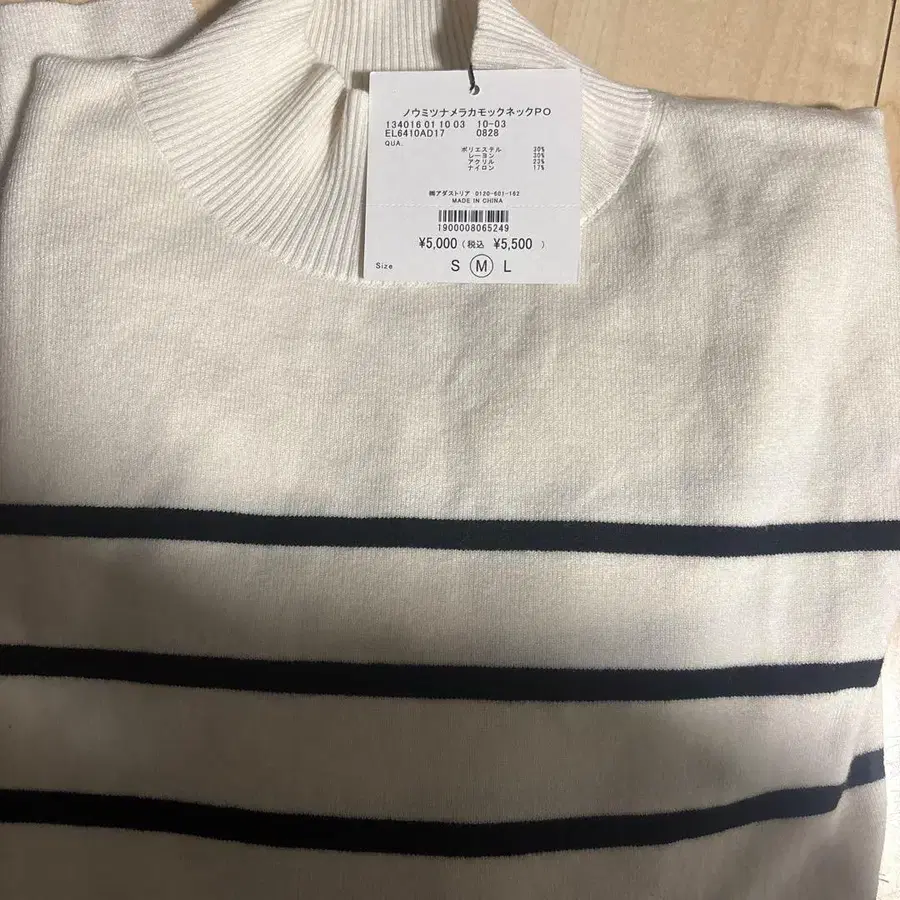 ノウミツナメラカモックネックPO
134016 01 10 03 10-03
EL6410AD17 0828
QUA.
ポリエステル 30%
レーヨン 30%
アクリル 23%
ナイロン 17%
㈱アダストリア 0120-601-162
MADE IN CHINA
1900008065249
¥5,000(税込 ¥5,500 )
Size S M L